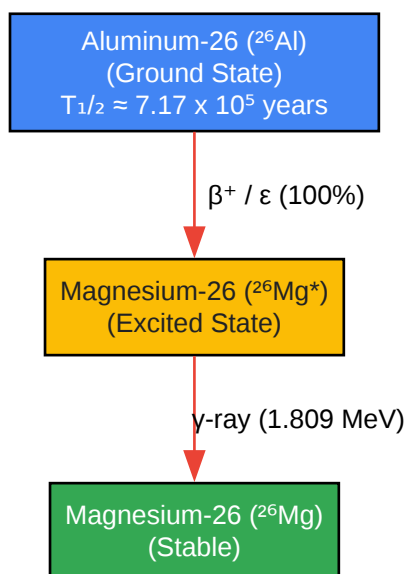 Aluminum-26 (²⁶Al)
(Ground State)
T₁/₂ ≈ 7.17 x 10⁵ years
β⁺ / ε (100%)
Magnesium-26 (²⁶Mg*)
(Excited State)
γ-ray (1.809 MeV)
Magnesium-26 (²⁶Mg)
(Stable)